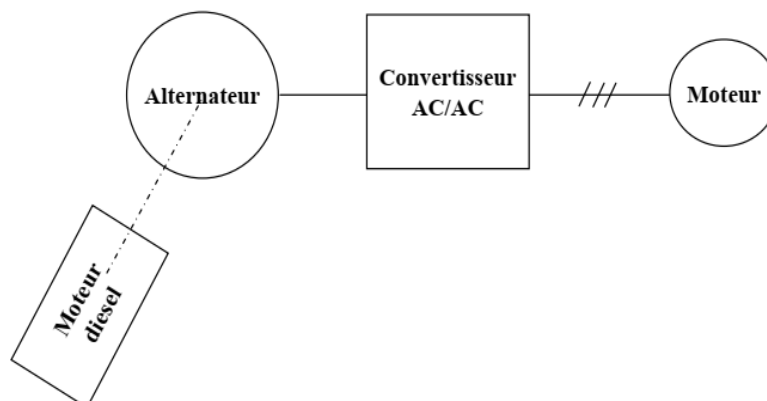 Alternateur
Convertisseur
AC/AC
Moteur
Moteur
diesel